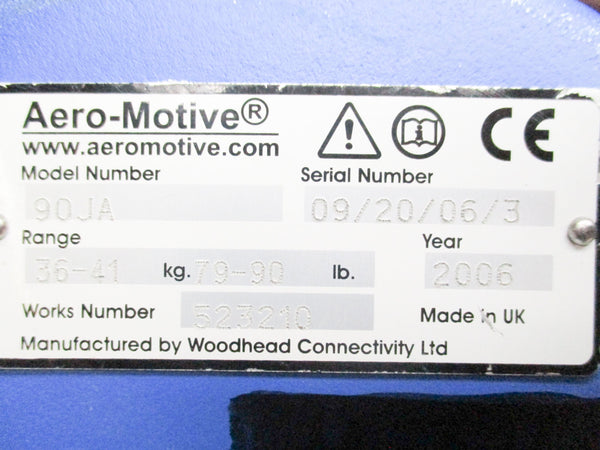 Aero-Motive®
www.aeromotive.com
CE
Model Number Serial Number
90JA 09/20/06/3
Range Year
36-41 kg. 79-90 lb. 2006
Works Number 523210 Made in UK
Manufactured by Woodhead Connectivity Ltd